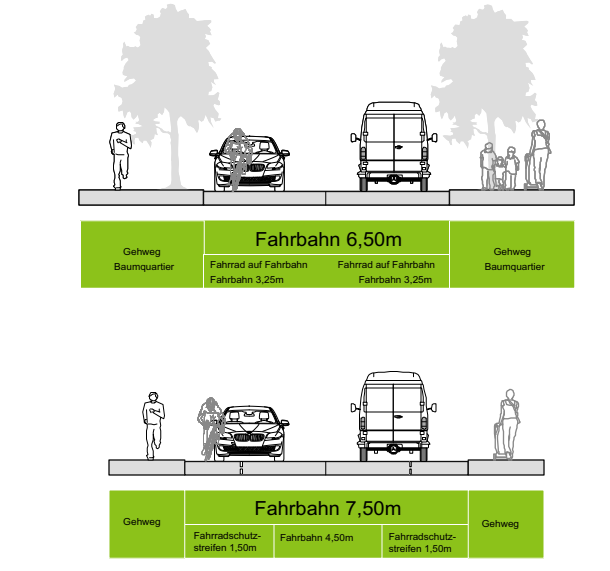 Gehweg
Baumquartier
Fahrbahn 6,50m
Fahrrad auf Fahrbahn
Fahrbahn 3,25m
Fahrrad auf Fahrbahn
Fahrbahn 3,25m
Gehweg
Baumquartier
Gehweg
Fahrbahn 7,50m
Fahrradschutz-
streifen 1,50m
Fahrbahn 4,50m
Fahrradschutz-
streifen 1,50m
Gehweg